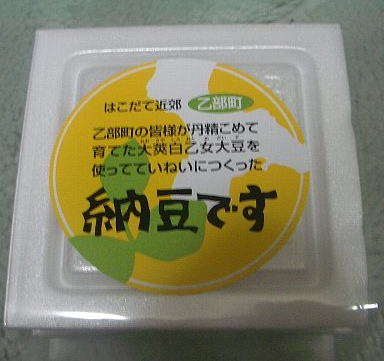 はこだて近郊 乙部町
乙部町の皆様が丹精こめて
育てた大莢白乙女大豆を
使ってていねいにつくった
納豆です